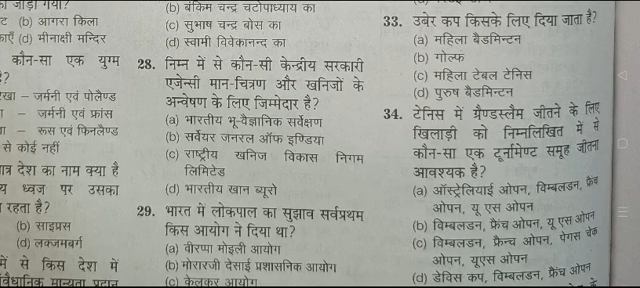 (b) आगरा किला
(d) मीनाक्षी मन्दिर
कौन-सा एक युग्म
जर्मनी एवं पोलैण्ड
जर्मनी एवं फ्रांस
रूस एवं फिनलैण्ड
से कोई नहीं
देश का नाम क्या है
ध्वज पर उसका
रहता है?
(b) साइप्रस
(d) लक्जमबर्ग
में से किस देश में
(b) बंकिम चन्द्र चटोपाध्याय का
(c) सुभाष चन्द्र बोस का
(d) स्वामी विवेकानन्द का
28. निम्न में से कौन-सी केन्द्रीय सरकारी
एजेन्सी मान-चित्रण और खनिजों के
अन्वेषण के लिए जिम्मेदार है?
(a) भारतीय भू-वैज्ञानिक सर्वेक्षण
(b) सर्वेयर जनरल ऑफ इण्डिया
(c) राष्ट्रीय खनिज विकास निगम
लिमिटेड
(d) भारतीय खान ब्यूरो
29. भारत में लोकपाल का सुझाव सर्वप्रथम
किस आयोग ने दिया था?
(a) वीरप्पा मोइली आयोग
(b) मोरारजी देसाई प्रशासनिक आयोग
(c) केलकर आयोग
33. उबेर कप किसके लिए दिया जाता है?
(a) महिला बैडमिन्टन
(b) गोल्फ
(c) महिला टेबल टेनिस
(d) पुरुष बैडमिन्टन
34. टेनिस में ग्रैण्डस्लैम जीतने के लिए
खिलाड़ी को निम्नलिखित में से
कौन-सा एक टूर्नामेण्ट समूह जीतना
आवश्यक है?
(a) ऑस्ट्रेलियाई ओपन, विम्बलडन, फ्रैंच
ओपन, यू एस ओपन
(b) विम्बलडन, फ्रैंच ओपन, यू एस ओपन
(c) विम्बलडन, फ्रैन्च ओपन, पेगस चेक
ओपन, यूएस ओपन
(d) डेविस कप, विम्बलडन, फ्रैंच ओपन